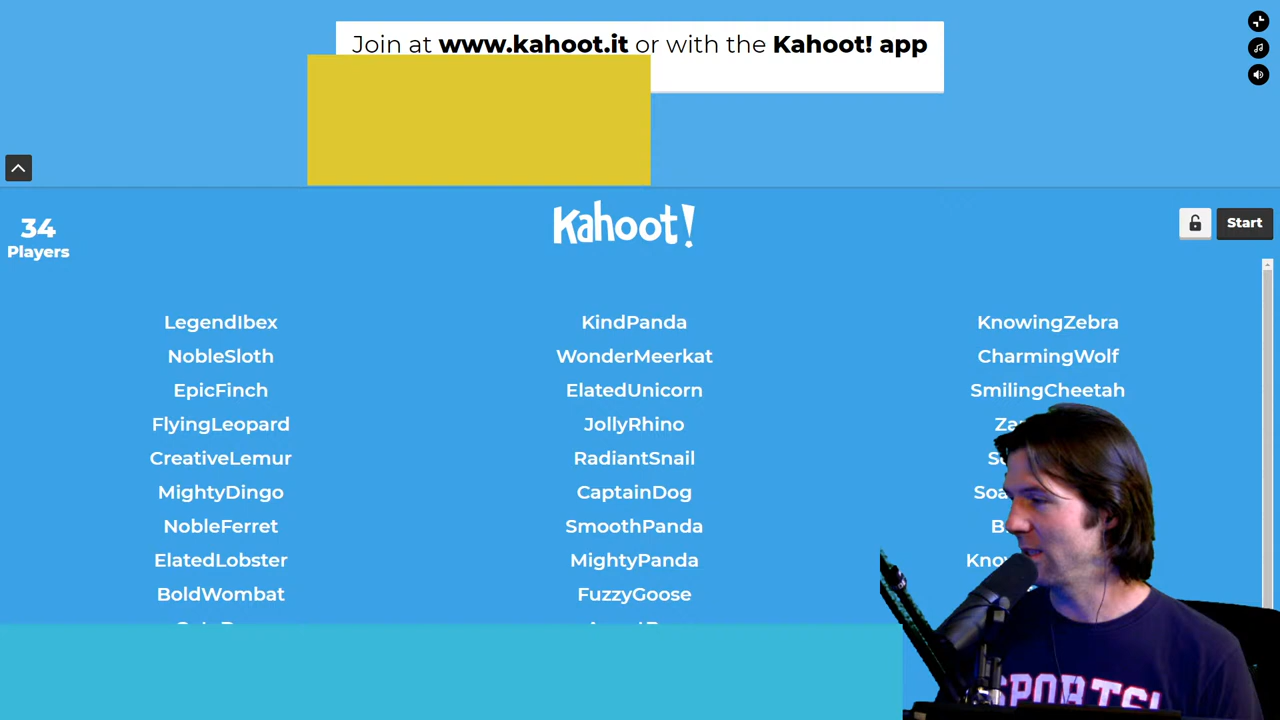 Join at www.kahoot.it or with the Kahoot! app
34
Players
Kahoot!
Start
LegendIbex KindPanda KnowingZebra
NobleSloth WonderMeerkat CharmingWolf
EpicFinch ElatedUnicorn SmilingCheetah
FlyingLeopard JollyRhino
CreativeLemur RadiantSnail
MightyDingo CaptainDog
NobleFerret SmoothPanda
ElatedLobster MightyPanda
BoldWombat FuzzyGoose